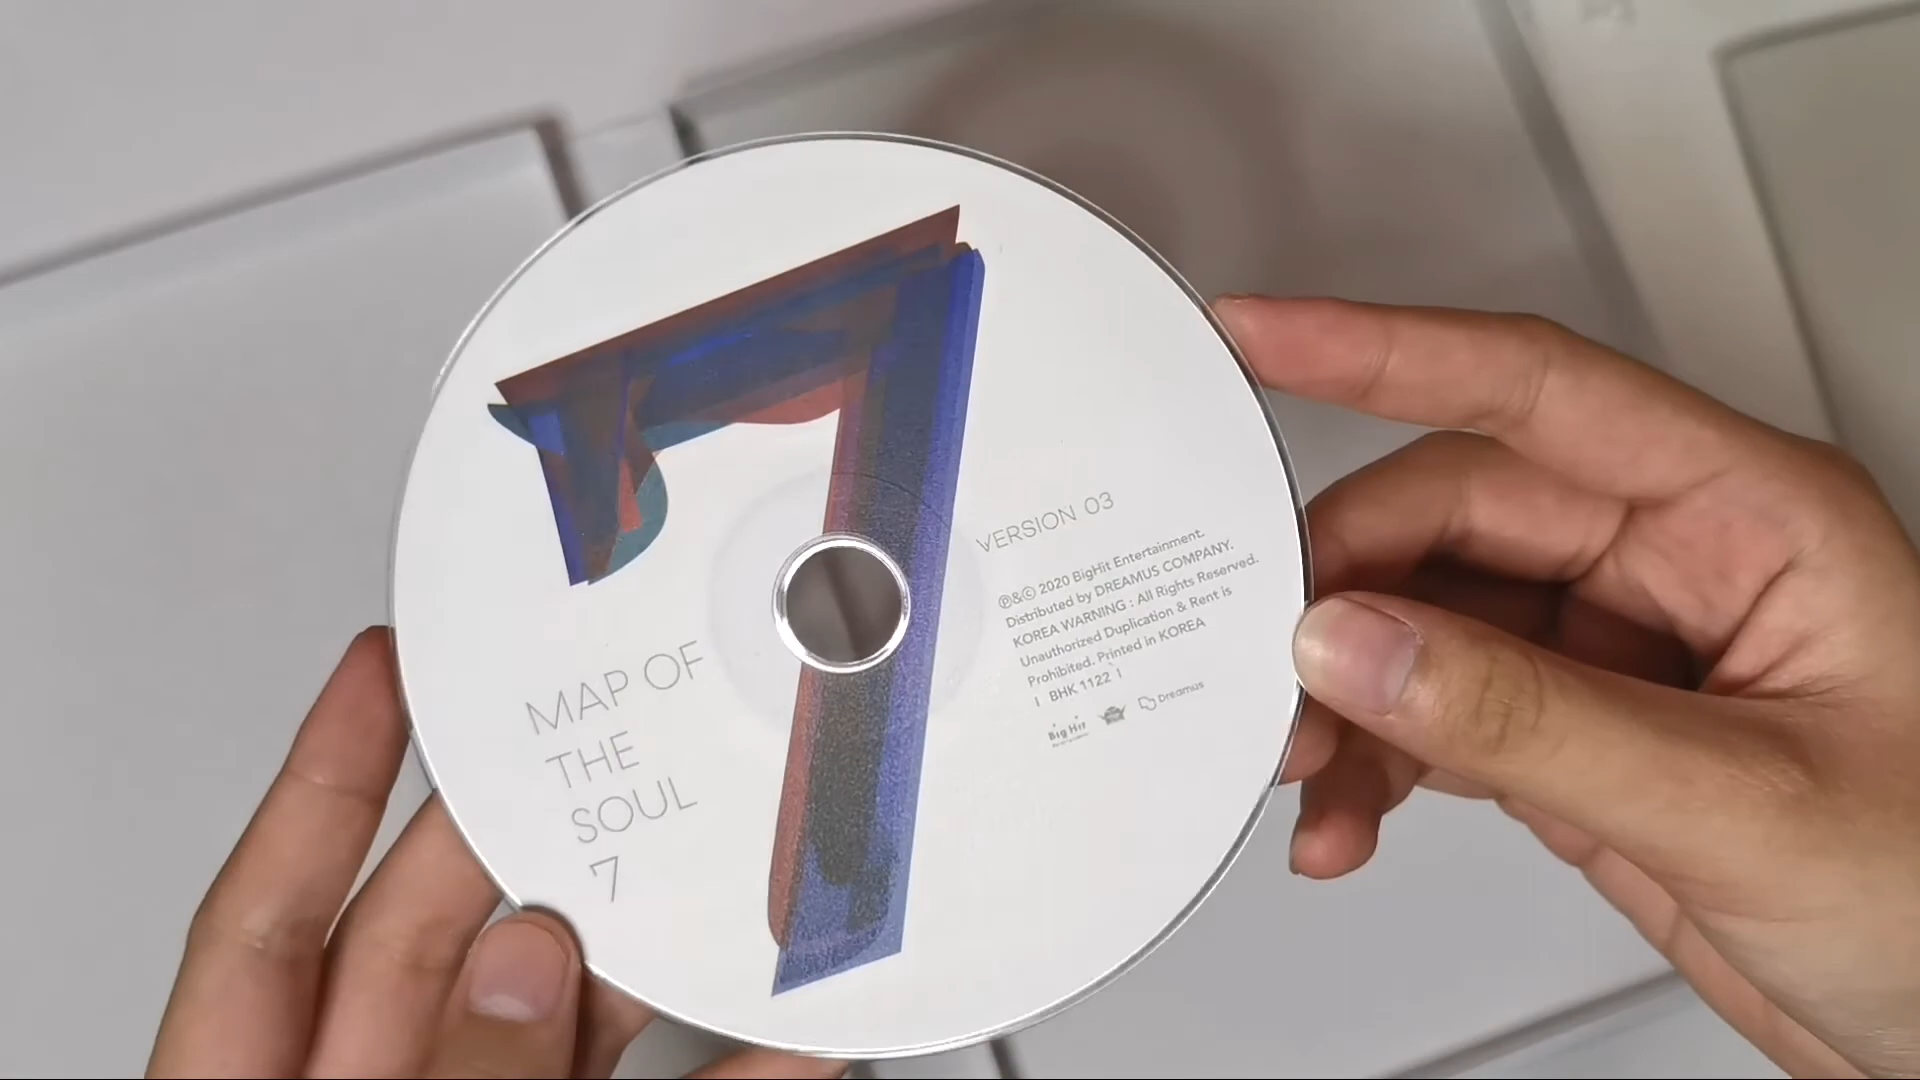 MAP OF
THE
SOUL
7
VERSION 03
℗&© 2020 BigHit Entertainment.
Distributed by DREAMUS COMPANY.
KOREA WARNING : All Rights Reserved.
Unauthorized Duplication & Rent is
Prohibited. Printed in KOREA
| BHK 1122 |
Big Hit
Dreamus